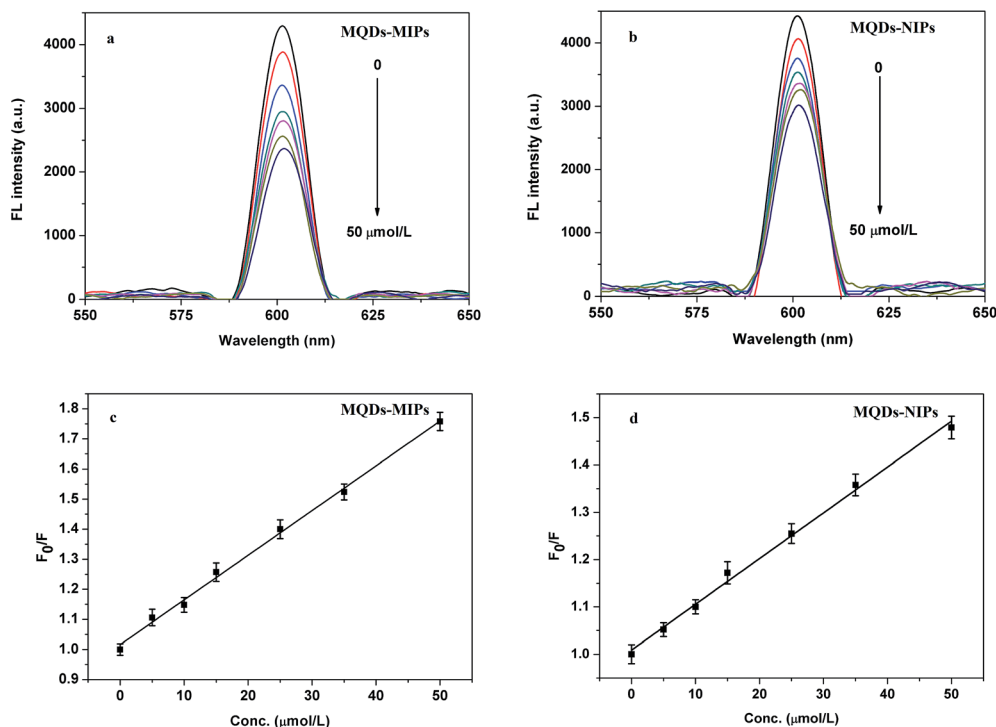 a
MQDs-MIPs
0
50 μmol/L
FL intensity (a.u.)
4000
3000
2000
1000
0
550
575
600
625
650
Wavelength (nm)
b
MQDs-NIPs
0
50 μmol/L
FL intensity (a.u.)
4000
3000
2000
1000
0
550
575
600
625
650
Wavelength (nm)
c
MQDs-MIPs
F0/F
1.8
1.7
1.6
1.5
1.4
1.3
1.2
1.1
1.0
0.9
0
10
20
30
40
50
Conc. (μmol/L)
d
MQDs-NIPs
F0/F
1.5
1.4
1.3
1.2
1.1
1.0
0
10
20
30
40
50
Conc. (μmol/L)